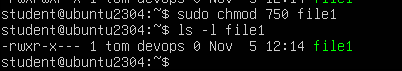 student@ubuntu2304:~$ sudo chmod 750 file1
student@ubuntu2304:~$ ls -l file1
-rwxr-x--- 1 tom devops 0 Nov  5 12:14 file1
student@ubuntu2304:~$